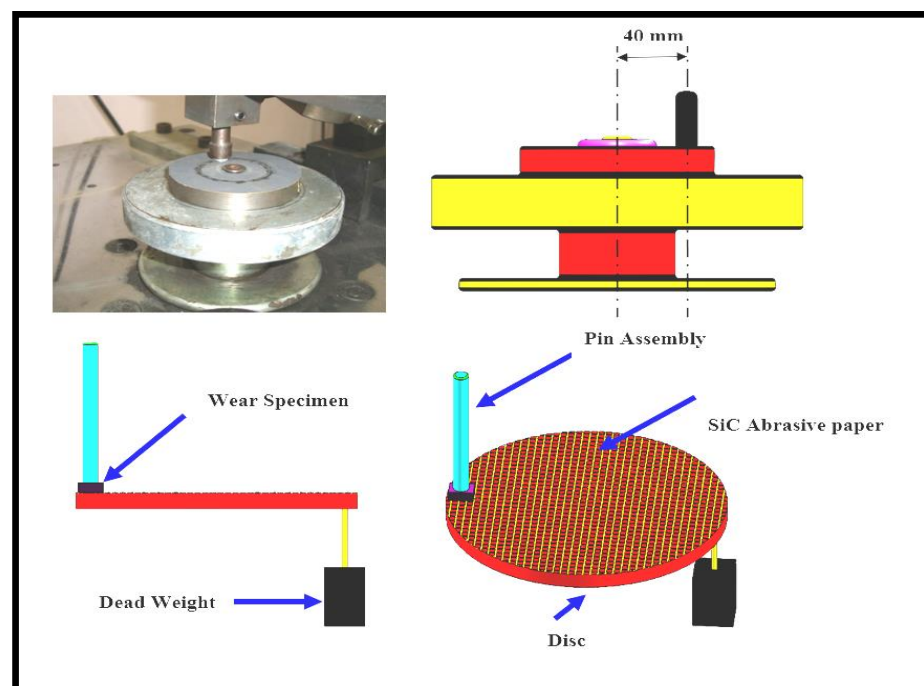 40 mm
Pin Assembly
Wear Specimen
SiC Abrasive paper
Dead Weight
Disc